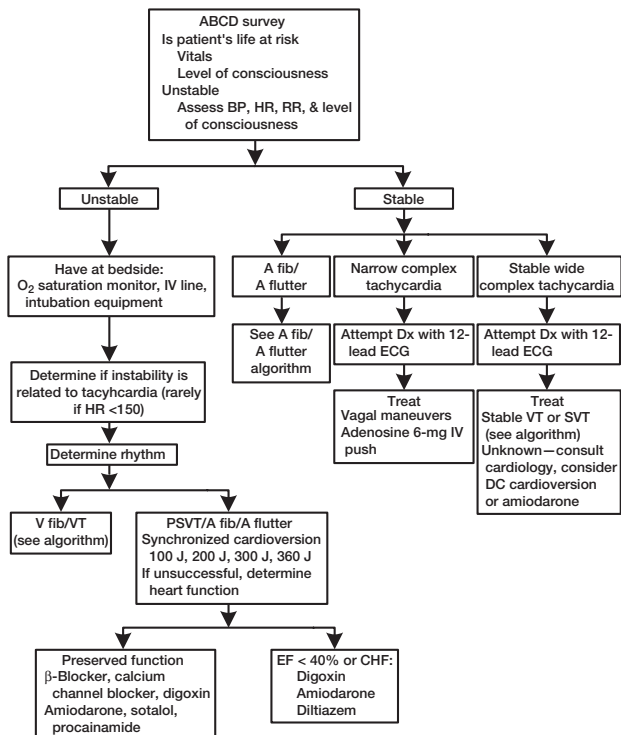 ABCD survey
Is patient's life at risk
Vitals
Level of consciousness
Unstable
Assess BP, HR, RR, & level
of consciousness
Unstable
Stable
Have at bedside:
O₂ saturation monitor, IV line,
intubation equipment
A fib/
A flutter
Narrow complex
tachycardia
Stable wide
complex tachycardia
See A fib/
A flutter
algorithm
Attempt Dx with 12-
lead ECG
Attempt Dx with 12-
lead ECG
Determine if instability is
related to tacyhcardia (rarely
if HR <150)
Treat
Vagal maneuvers
Adenosine 6-mg IV
push
Treat
Stable VT or SVT
(see algorithm)
Unknown—consult
cardiology, consider
DC cardioversion
or amiodarone
Determine rhythm
V fib/VT
(see algorithm)
PSVT/A fib/A flutter
Synchronized cardioversion
100 J, 200 J, 300 J, 360 J
If unsuccessful, determine
heart function
Preserved function
β-Blocker, calcium
channel blocker, digoxin
Amiodarone, sotalol,
procainamide
EF < 40% or CHF:
Digoxin
Amiodarone
Diltiazem